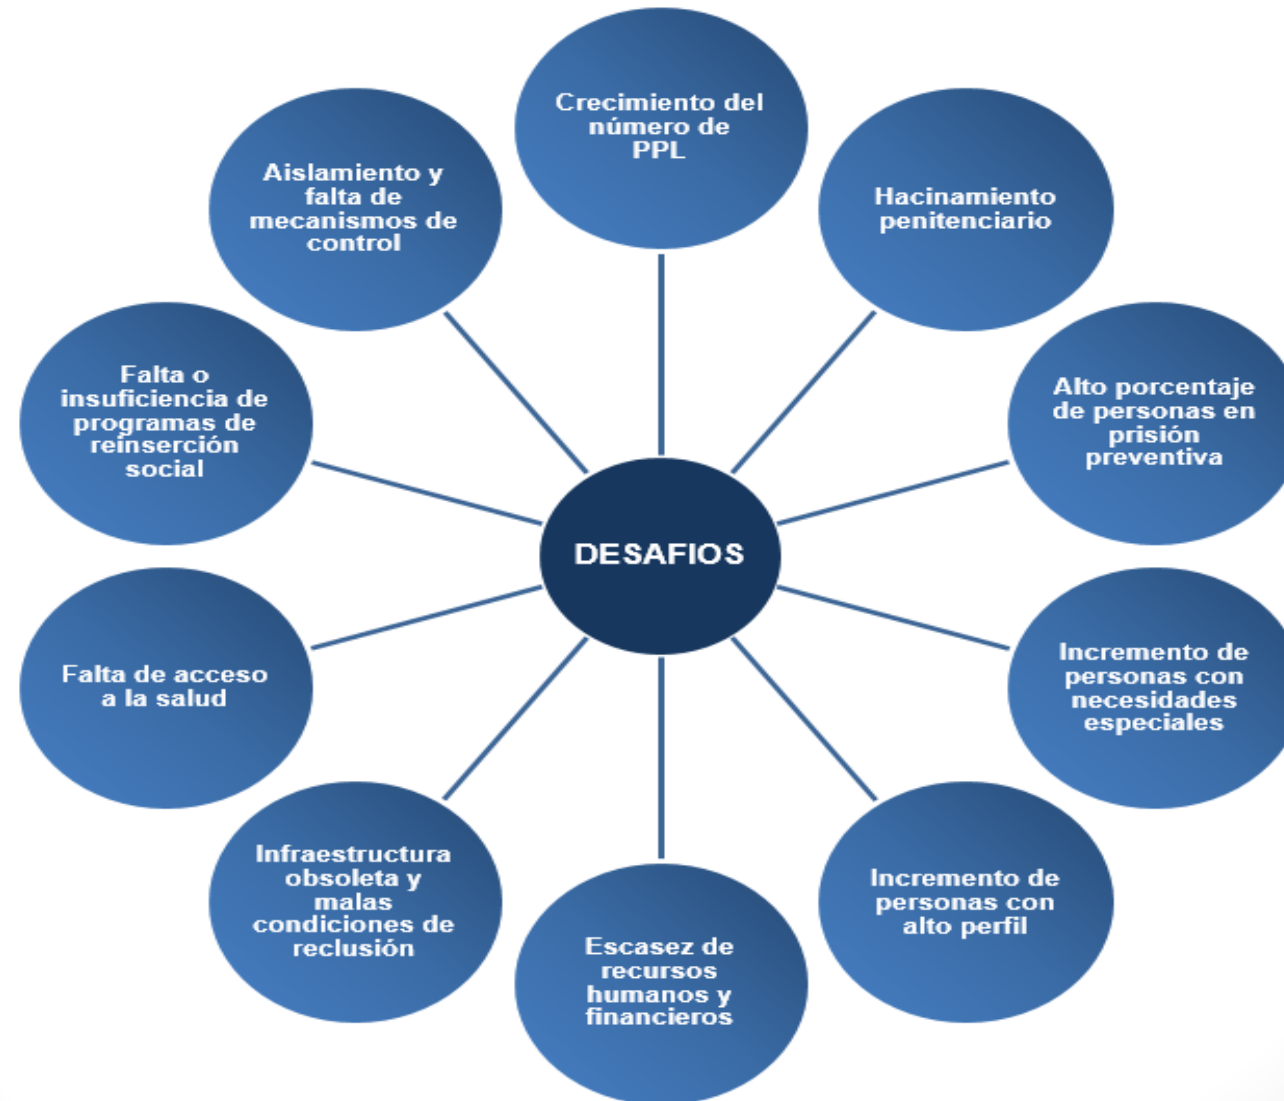 Crecimiento del
número de
PPL
Hacinamiento
penitenciario
Alto porcentaje
de personas en
prisión
preventiva
Incremento de
personas con
necesidades
especiales
Incremento de
personas con
alto perfil
Escasez de
recursos
humanos y
financieros
Infraestructura
obsoleta y
malas
condiciones de
reclusión
Falta de acceso
a la salud
Falta o
insuficiencia de
programas de
reinserción
social
Aislamiento y
falta de
mecanismos de
control
DESAFIOS